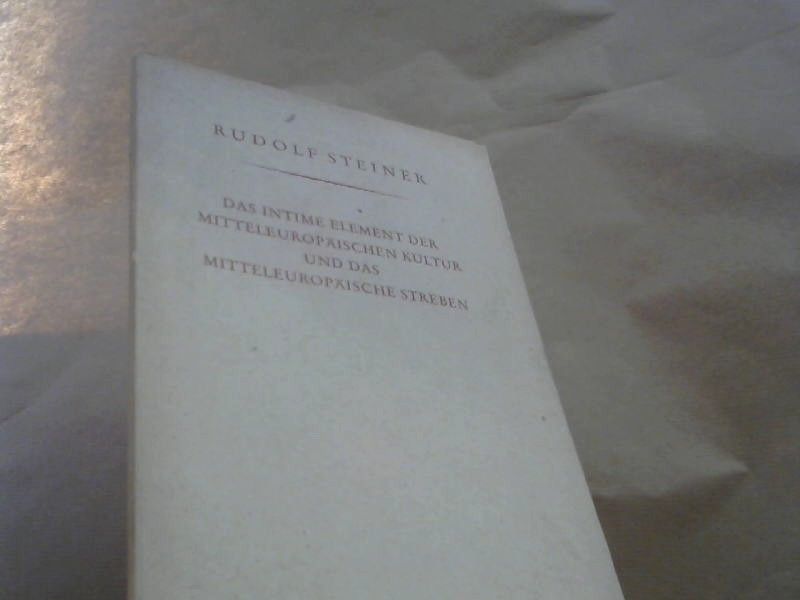 RUDOLF STEINER
DAS INTIME ELEMENT DER
MITTELEUROPÄISCHEN KULTUR
UND DAS
MITTELEUROPÄISCHE STREBEN